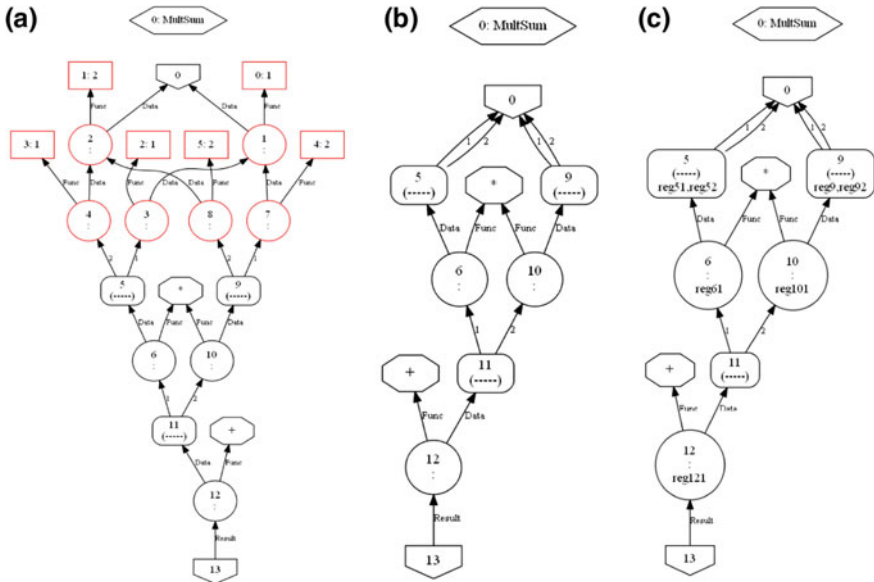 (a)
0: MultSum
1: 2
0
0: 1
Func
Data
Data
Func
3: 1
2
:
2: 1
5: 2
1
:
4: 2
Func
Data
Func
Data
Data
Func
Data
Func
4
:
3
:
8
:
7
:
2
1
2
1
5
(-----)
*
9
(-----)
Data
Func
Func
Data
6
:
10
:
1
2
11
(-----)
+
Data
Func
12
:
Result
13
(b)
0: MultSum
0
1
2
1
2
5
(-----)
*
9
(-----)
Data
Func
Func
Data
6
:
10
:
1
2
+
11
(-----)
Func
Data
12
:
Result
13
(c)
0: MultSum
0
1
2
1
2
5
(-----)
reg51,reg52
*
9
(-----)
reg9,reg92
Data
Func
Func
Data
6
:
reg61
10
:
reg101
1
2
+
11
(-----)
Func
Data
12
:
reg121
Result
13